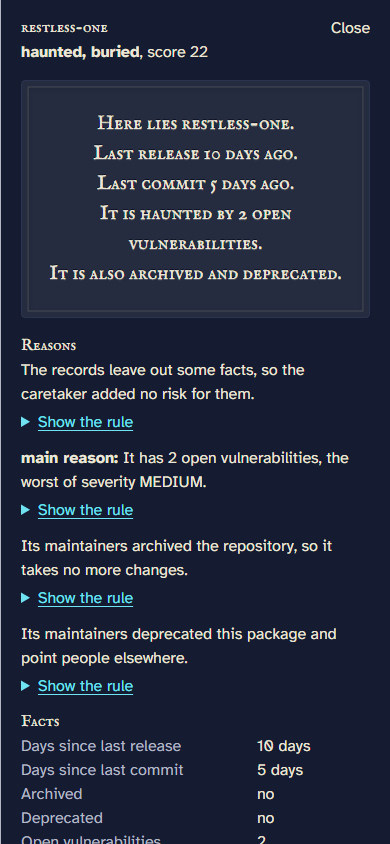 restless-one
Close
haunted, buried, score 22
Here lies restless-one.
Last release 10 days ago.
Last commit 5 days ago.
It is haunted by 2 open
vulnerabilities.
It is also archived and deprecated.
Reasons
The records leave out some facts, so the
caretaker added no risk for them.
Show the rule
main reason: It has 2 open vulnerabilities, the
worst of severity MEDIUM.
Show the rule
Its maintainers archived the repository, so it
takes no more changes.
Show the rule
Its maintainers deprecated this package and
point people elsewhere.
Show the rule
Facts
Days since last release 10 days
Days since last commit 5 days
Archived no
Deprecated no
Open vulnerabilities 2